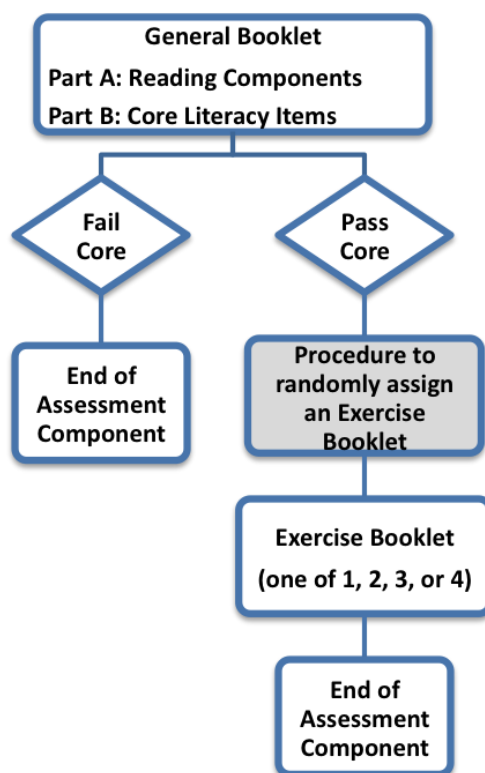 General Booklet
Part A: Reading Components
Part B: Core Literacy Items
Fail
Core
Pass
Core
End of
Assessment
Component
Procedure to
randomly assign
an Exercise
Booklet
Exercise Booklet
(one of 1, 2, 3, or 4)
End of
Assessment
Component